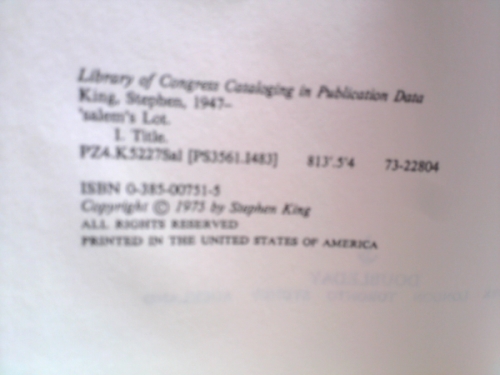 Library of Congress Cataloging in Publication Data
King, Stephen, 1947–
'salem's Lot.
I. Title.
PZ4.K5227Sal [PS3561.I483] 813'.5'4 73-22804
ISBN 0-385-00751-5
Copyright © 1975 by Stephen King
ALL RIGHTS RESERVED
PRINTED IN THE UNITED STATES OF AMERICA
DOUBLEDAY